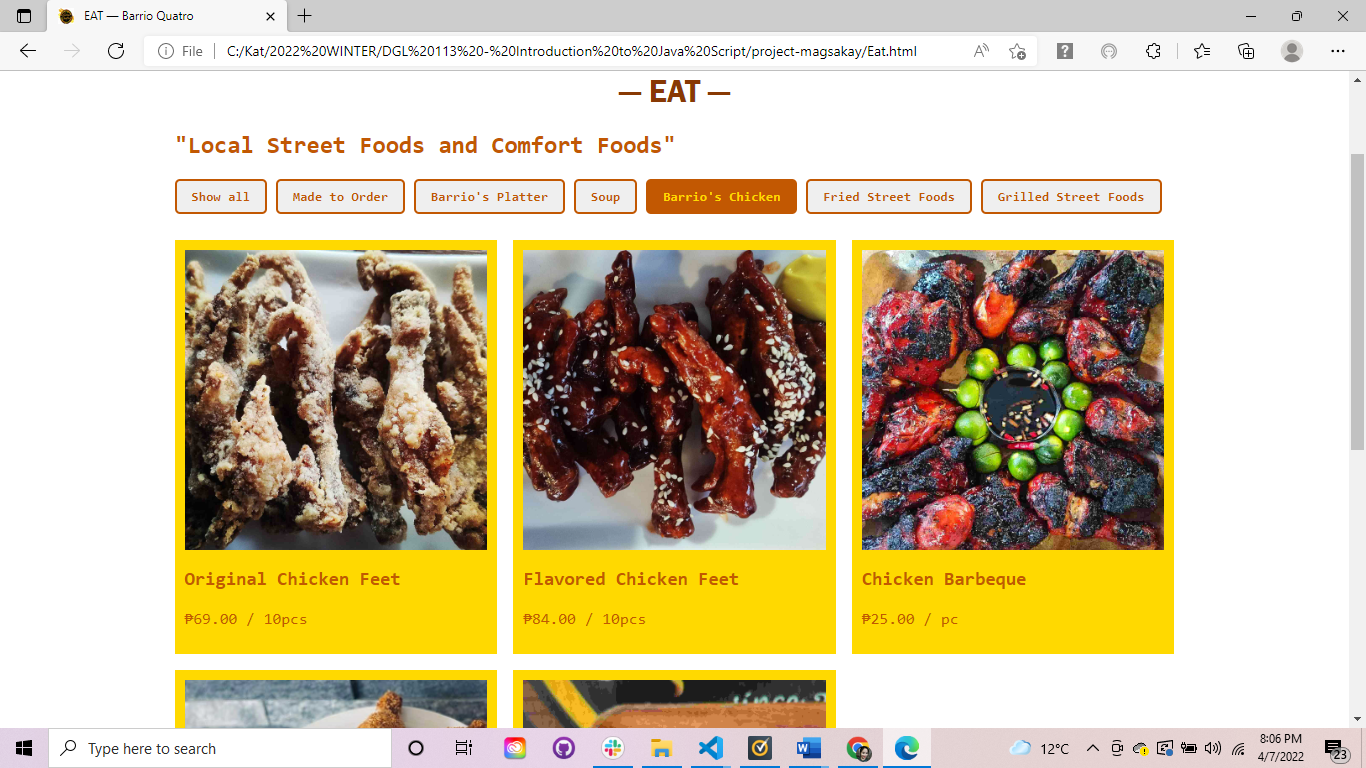 EAT — Barrio Quatro
File
C:/Kat/2022%20WINTER/DGL%20113%20-%20Introduction%20to%20Java%20Script/project-magsakay/Eat.html
— EAT —
"Local Street Foods and Comfort Foods"
Show all
Made to Order
Barrio's Platter
Soup
Barrio's Chicken
Fried Street Foods
Grilled Street Foods
Original Chicken Feet
Flavored Chicken Feet
Chicken Barbeque
₱69.00 / 10pcs
₱84.00 / 10pcs
₱25.00 / pc
since
Type here to search
12°C
8:06 PM
4/7/2022
23